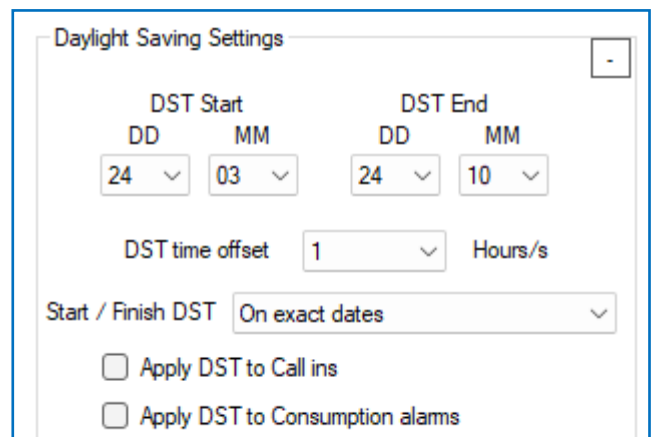 Daylight Saving Settings
-
DST Start DST End
DD MM DD MM
24 03 24 10
DST time offset 1 Hours/s
Start / Finish DST On exact dates
Apply DST to Call ins
Apply DST to Consumption alarms